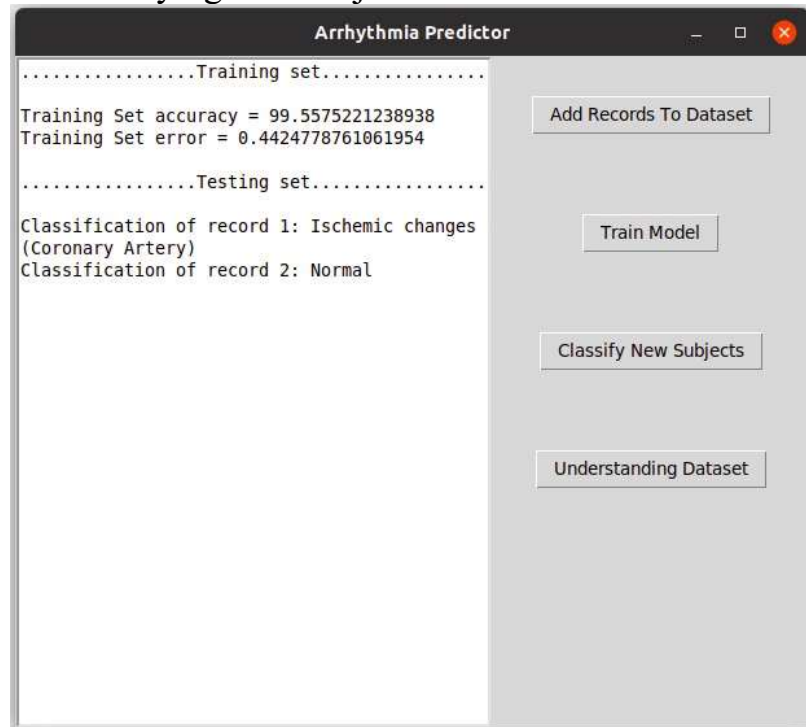 Arrhythmia Predictor
.................Training set................
Training Set accuracy = 99.5575221238938
Training Set error = 0.4424778761061954
.................Testing set.................
Classification of record 1: Ischemic changes
(Coronary Artery)
Classification of record 2: Normal
Add Records To Dataset
Train Model
Classify New Subjects
Understanding Dataset